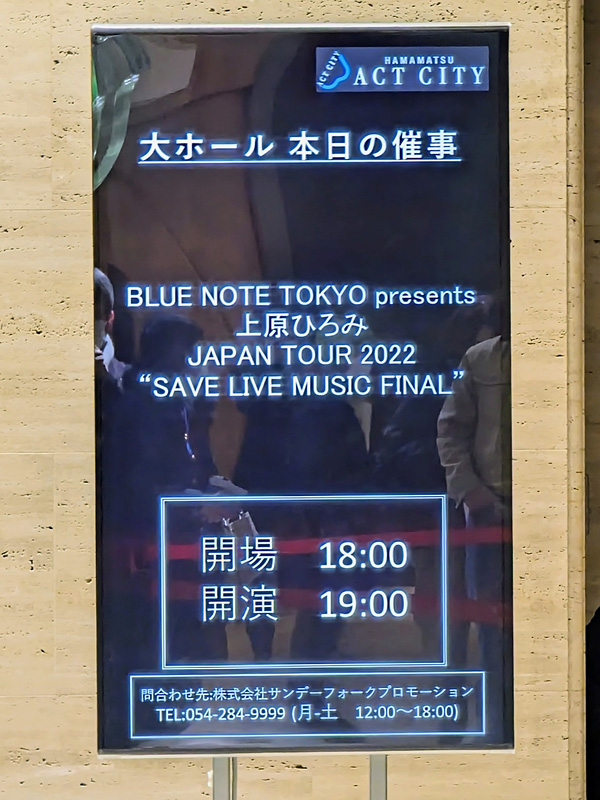 ACT CITY
HAMAMATSU
ACT CITY
大ホール 本日の催事
BLUE NOTE TOKYO presents
上原ひろみ
JAPAN TOUR 2022
“SAVE LIVE MUSIC FINAL”
開場 18:00
開演 19:00
問合わせ先:株式会社サンデーフォークプロモーション
TEL:054-284-9999 (月-土 12:00〜18:00)